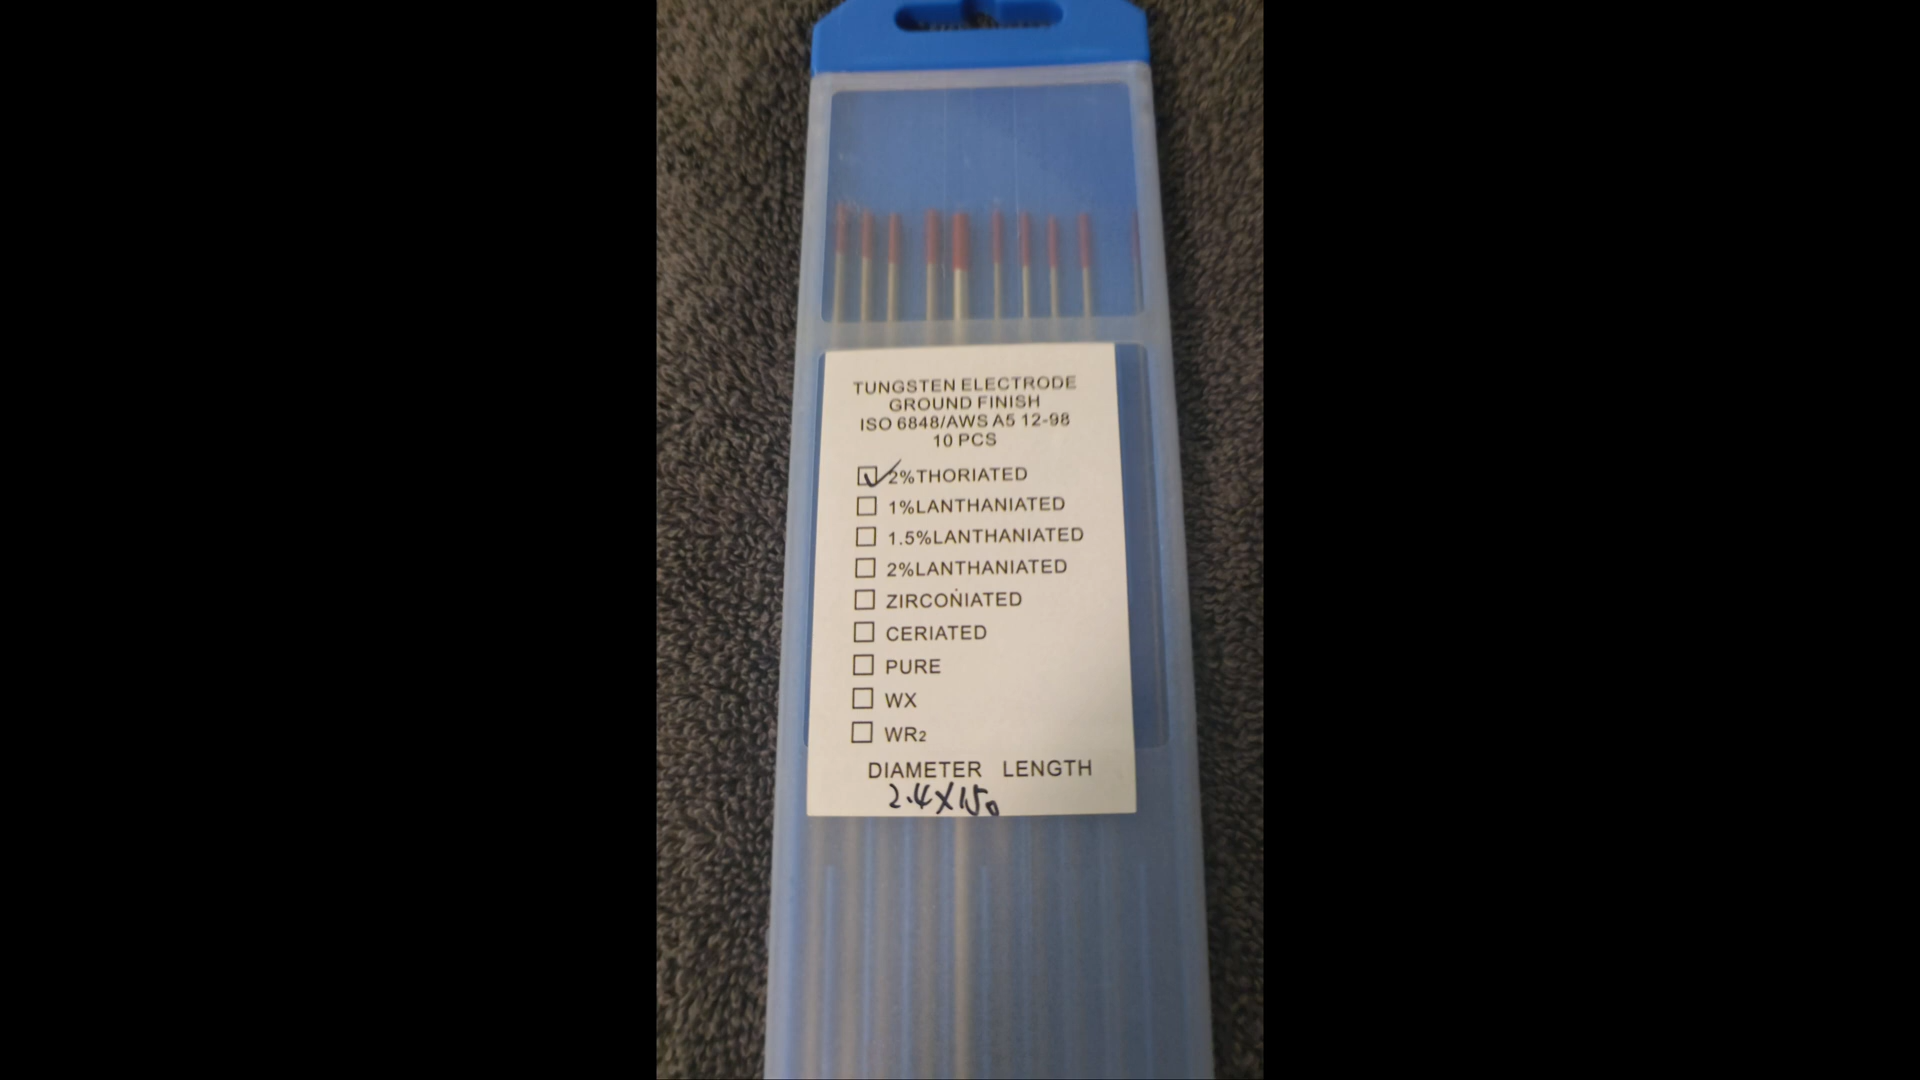 TUNGSTEN ELECTRODE
GROUND FINISH
ISO 6848/AWS A5 12-98
10 PCS
2%THORIATED
1%LANTHANIATED
1.5%LANTHANIATED
2%LANTHANIATED
ZIRCONIATED
CERIATED
PURE
WX
WR2
DIAMETER LENGTH
2.4X150